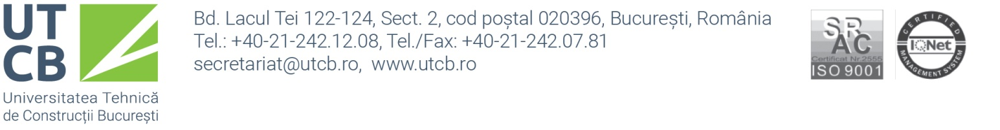 UT
CB
Universitatea Tehnică
de Construcții București
Bd. Lacul Tei 122-124, Sect. 2, cod poștal 020396, București, România
Tel.: +40-21-242.12.08, Tel./Fax: +40-21-242.07.81
secretariat@utcb.ro, www.utcb.ro
SRAC
Certificat Nr.2555
ISO 9001
CERTIFIED
IQNet
MANAGEMENT SYSTEM